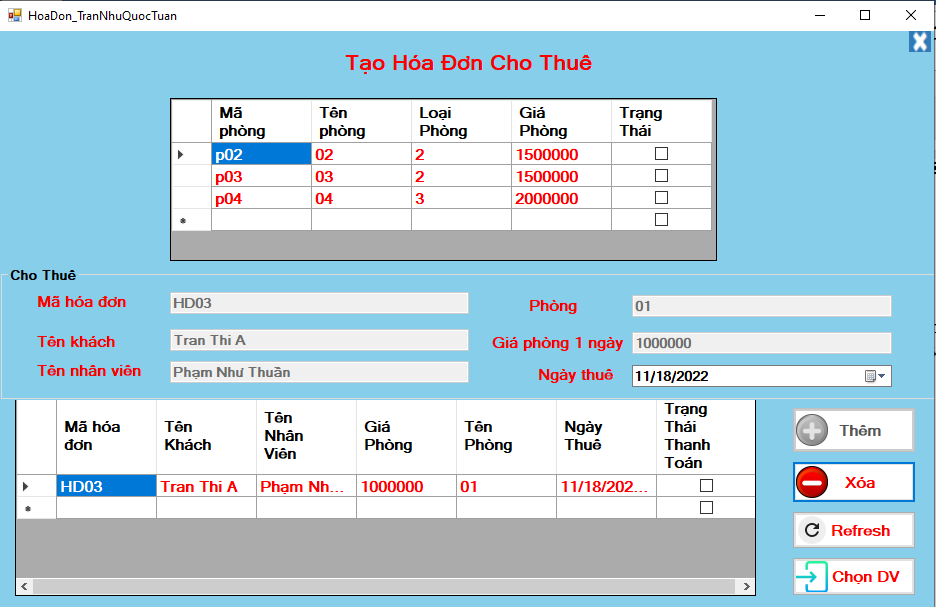 HoaDon_TranNhuQuocTuan
Tạo Hóa Đơn Cho Thuê
Mã phòng Tên phòng Loại Phòng Giá Phòng Trạng Thái
p02 02 2 1500000
p03 03 2 1500000
p04 04 3 2000000
Cho Thuê
Mã hóa đơn HD03 Phòng 01
Tên khách Tran Thi A Giá phòng 1 ngày 1000000
Tên nhân viên Phạm Như Thuần Ngày thuê 11/18/2022
Mã hóa đơn Tên Khách Tên Nhân Viên Giá Phòng Tên Phòng Ngày Thuê Trạng Thái Thanh Toán
HD03 Tran Thi A Phạm Nh... 1000000 01 11/18/202...
Thêm
Xóa
Refresh
Chọn DV